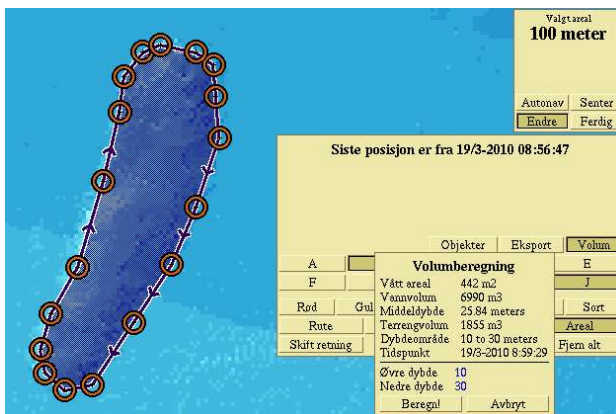 Valgt areal
100 meter
Autonav Senter
Endre Ferdig
Siste posisjon er fra 19/3-2010 08:56:47
Objekter Eksport Volum
A E
F J
Rød Sort
Rute Areal
Skift retning Fjern alt
Volumberegning
Vått areal 442 m2
Vannvolum 6990 m3
Middeldybde 25.84 meters
Terrengvolum 1855 m3
Dybdeområde 10 to 30 meters
Tidspunkt 19/3-2010 8:59:29
Øvre dybde 10
Nedre dybde 30
Beregn! Avbryt